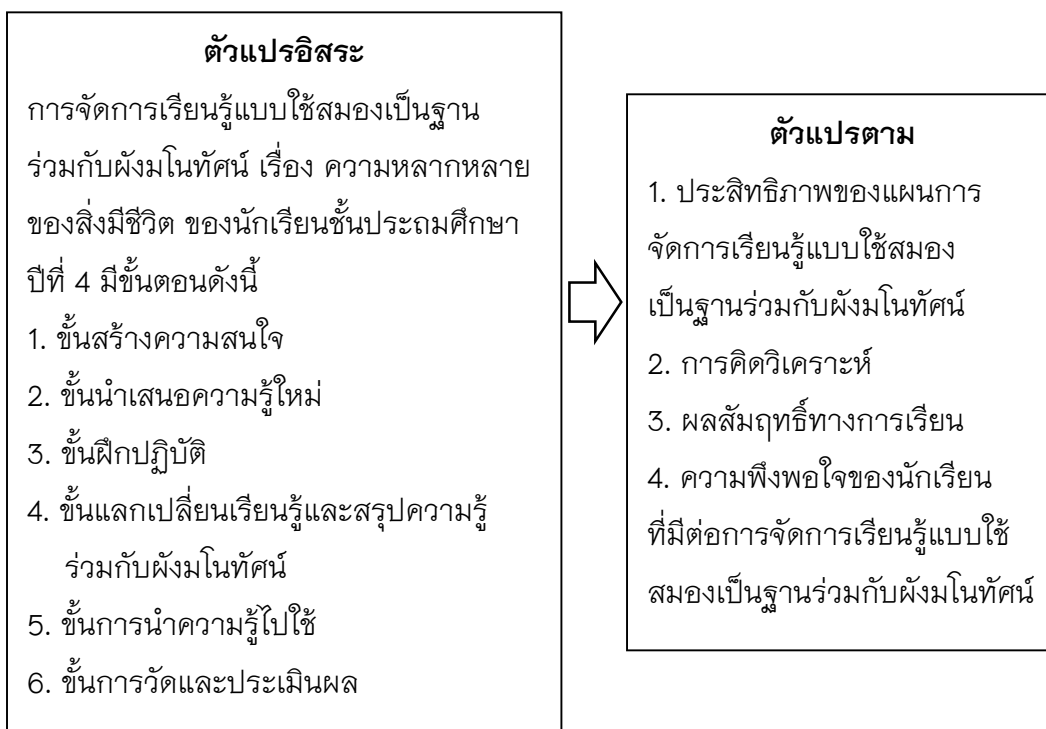 ตัวแปรอิสระ
การจัดการเรียนรู้แบบใช้สมองเป็นฐาน
ร่วมกับผังมโนทัศน์ เรื่อง ความหลากหลาย
ของสิ่งมีชีวิต ของนักเรียนชั้นประถมศึกษา
ปีที่ 4 มีขั้นตอนดังนี้
1. ขั้นสร้างความสนใจ
2. ขั้นนำเสนอความรู้ใหม่
3. ขั้นฝึกปฏิบัติ
4. ขั้นแลกเปลี่ยนเรียนรู้และสรุปความรู้
ร่วมกับผังมโนทัศน์
5. ขั้นการนำความรู้ไปใช้
6. ขั้นการวัดและประเมินผล
ตัวแปรตาม
1. ประสิทธิภาพของแผนการ
จัดการเรียนรู้แบบใช้สมอง
เป็นฐานร่วมกับผังมโนทัศน์
2. การคิดวิเคราะห์
3. ผลสัมฤทธิ์ทางการเรียน
4. ความพึงพอใจของนักเรียน
ที่มีต่อการจัดการเรียนรู้แบบใช้
สมองเป็นฐานร่วมกับผังมโนทัศน์